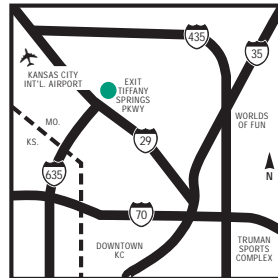 435
35
KANSAS CITY
INT'L. AIRPORT
EXIT
TIFFANY
SPRINGS
PKWY
WORLDS
OF FUN
MO.
KS.
29
N
635
70
DOWNTOWN
KC
TRUMAN
SPORTS
COMPLEX